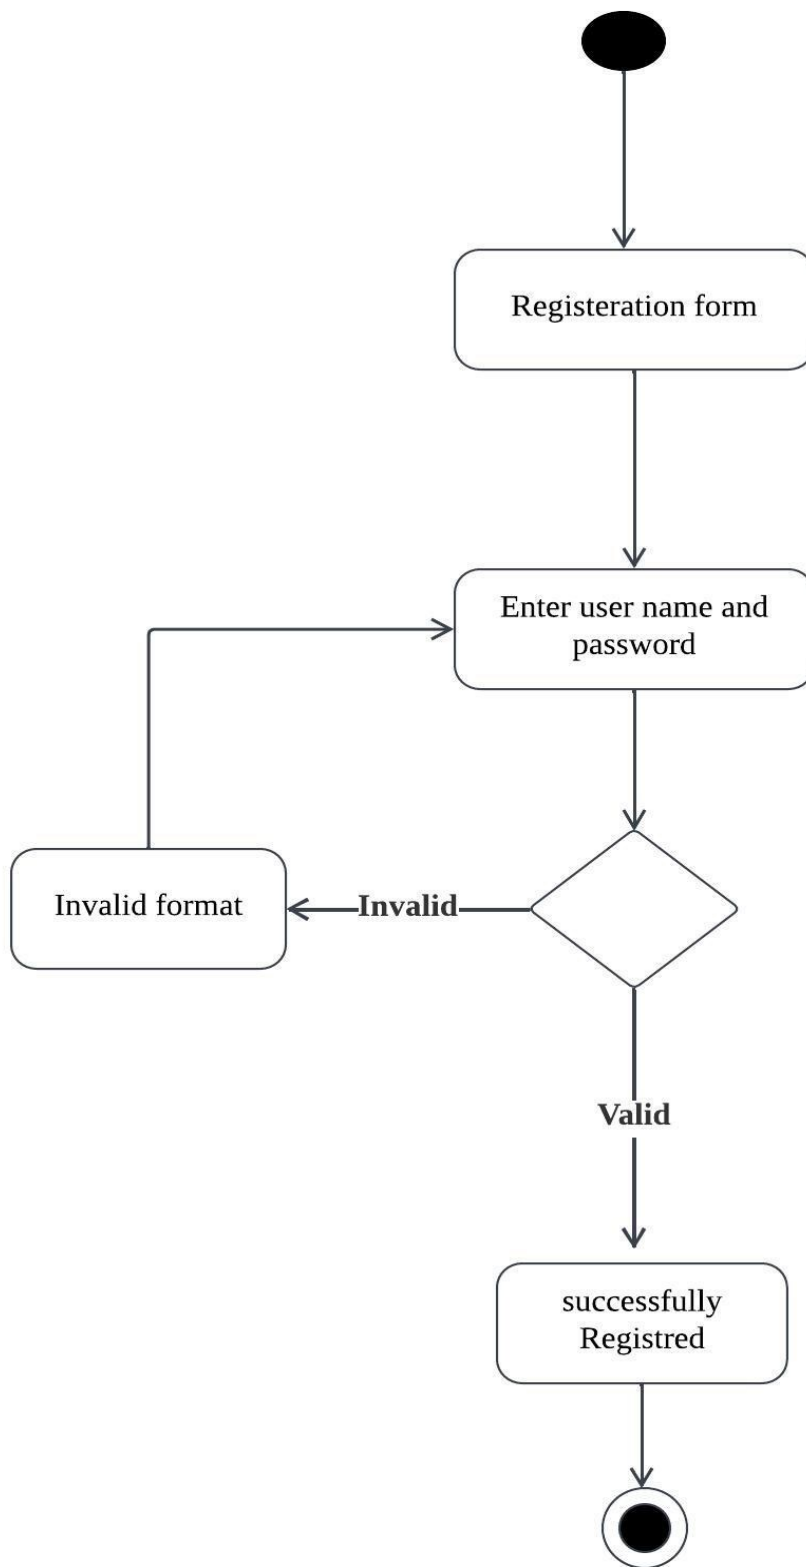 Registeration form
Enter user name and
password
Invalid format
Invalid
Valid
successfully
Registred